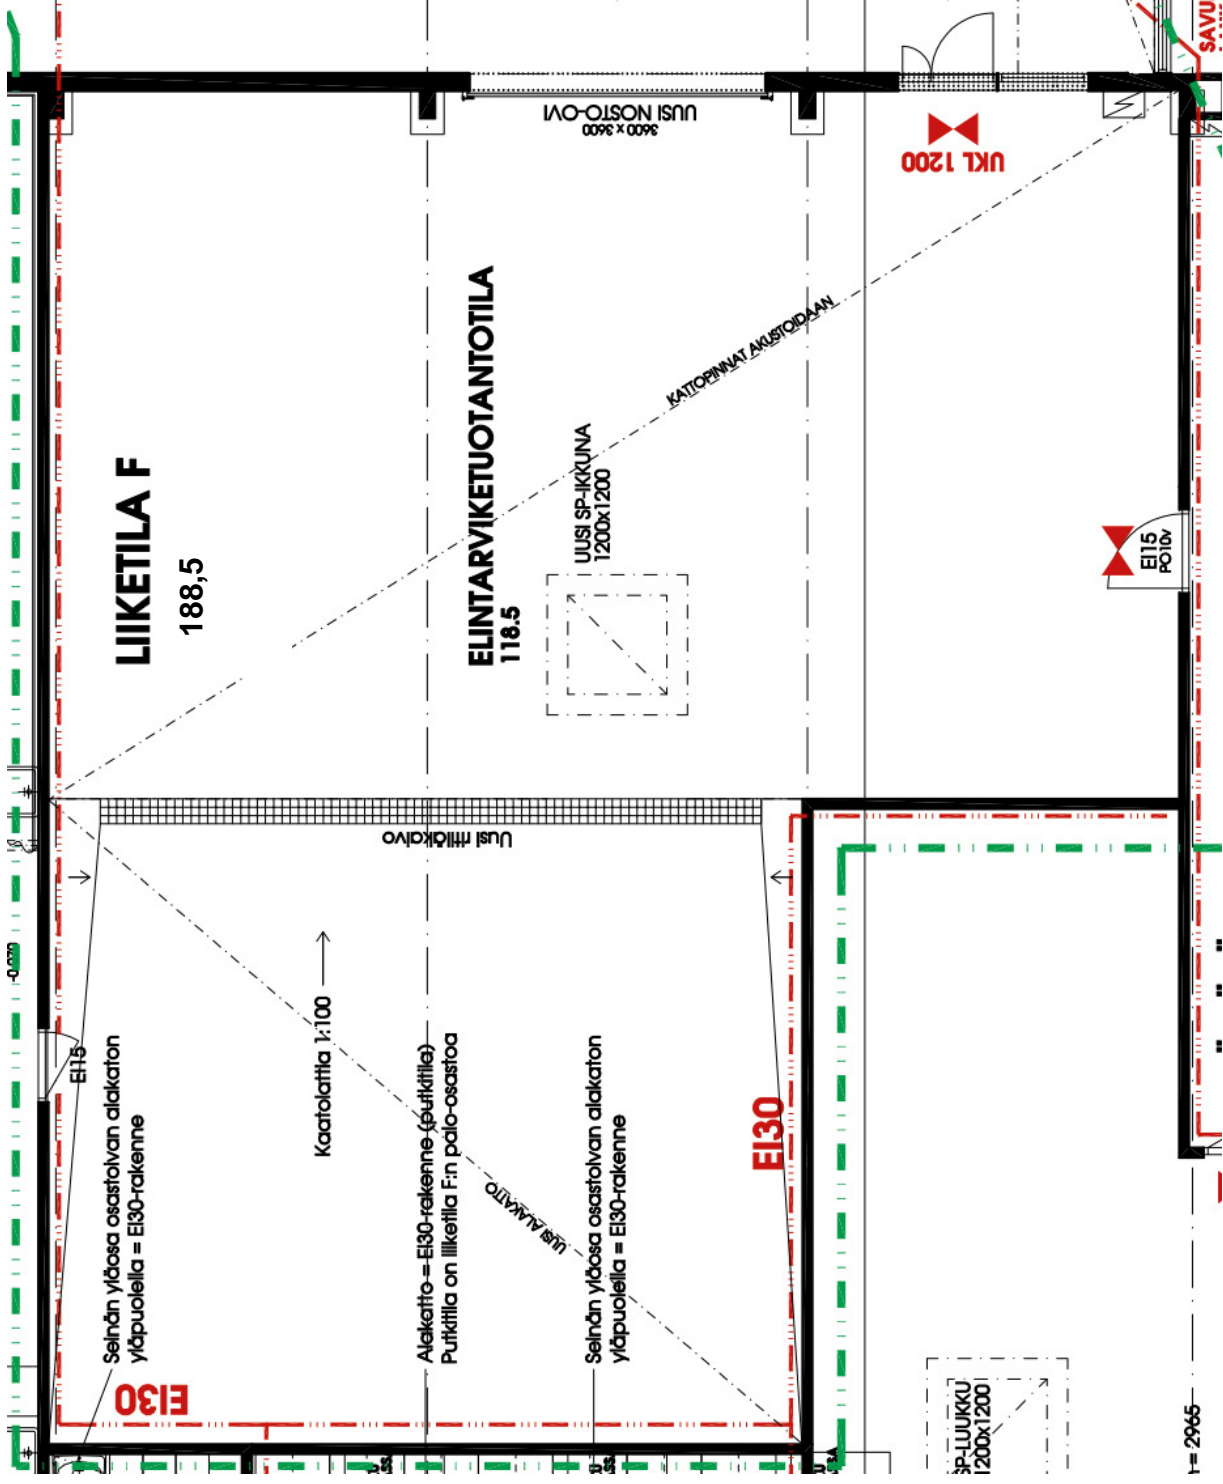 SAVU
UUSI NOSTO-OVI
3600 x 3600
UKL 1200
KATTOPINNAT AKUSTOIDAAN
LIIKETILA F
188,5
ELINTARVIKETUOTANTOTILA
118.5
UUSI SP-IKKUNA
1200x1200
EI15
PO10v
Uusi ritiläkaivo
-0.070
EI15
Seinän yläosa osastoivan alakaton
yläpuolella = EI30-rakenne
Kaatolattia 1:100
Alakatto = EI30-rakenne (putkitila)
Putkitila on liiketila F:n palo-osastoa
UUSI ALAKATTO
Seinän yläosa osastoivan alakaton
yläpuolella = EI30-rakenne
EI30
EI30
SP-LUUKKU
1200x1200
= 2965